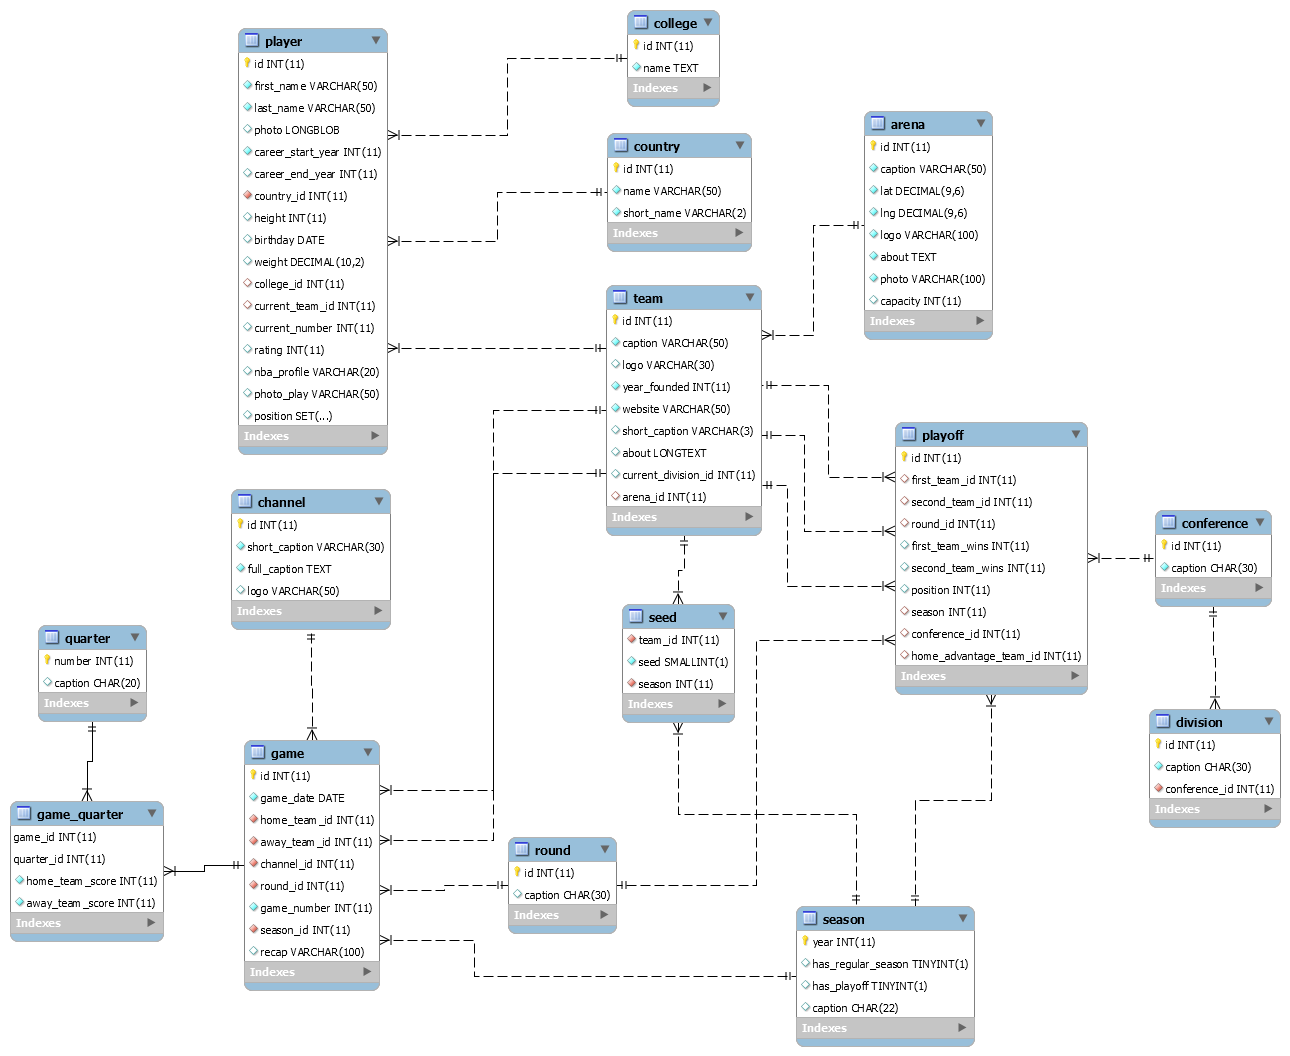 player
id INT(11)
first_name VARCHAR(50)
last_name VARCHAR(50)
photo LONGBLOB
career_start_year INT(11)
career_end_year INT(11)
country_id INT(11)
height INT(11)
birthday DATE
weight DECIMAL(10,2)
college_id INT(11)
current_team_id INT(11)
current_number INT(11)
rating INT(11)
nba_profile VARCHAR(20)
photo_play VARCHAR(50)
position SET(...)
Indexes
college
id INT(11)
name TEXT
Indexes
country
id INT(11)
name VARCHAR(50)
short_name VARCHAR(2)
Indexes
arena
id INT(11)
caption VARCHAR(50)
lat DECIMAL(9,6)
lng DECIMAL(9,6)
logo VARCHAR(100)
about TEXT
photo VARCHAR(100)
capacity INT(11)
Indexes
team
id INT(11)
caption VARCHAR(50)
logo VARCHAR(30)
year_founded INT(11)
website VARCHAR(50)
short_caption VARCHAR(3)
about LONGTEXT
current_division_id INT(11)
arena_id INT(11)
Indexes
playoff
id INT(11)
first_team_id INT(11)
second_team_id INT(11)
round_id INT(11)
first_team_wins INT(11)
second_team_wins INT(11)
position INT(11)
season INT(11)
conference_id INT(11)
home_advantage_team_id INT(11)
Indexes
conference
id INT(11)
caption CHAR(30)
Indexes
channel
id INT(11)
short_caption VARCHAR(30)
full_caption TEXT
logo VARCHAR(50)
Indexes
quarter
number INT(11)
caption CHAR(20)
Indexes
seed
team_id INT(11)
seed SMALLINT(1)
season INT(11)
Indexes
division
id INT(11)
caption CHAR(30)
conference_id INT(11)
Indexes
game
id INT(11)
game_date DATE
home_team_id INT(11)
away_team_id INT(11)
channel_id INT(11)
round_id INT(11)
game_number INT(11)
season_id INT(11)
recap VARCHAR(100)
Indexes
game_quarter
game_id INT(11)
quarter_id INT(11)
home_team_score INT(11)
away_team_score INT(11)
Indexes
round
id INT(11)
caption CHAR(30)
Indexes
season
year INT(11)
has_regular_season TINYINT(1)
has_playoff TINYINT(1)
caption CHAR(22)
Indexes